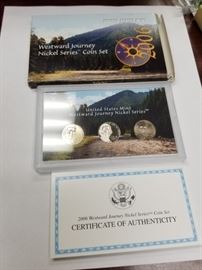 Westward Journey
Nickel Series™ Coin Set
2006
United States Mint
Westward Journey Nickel Series™
2006 Westward Journey Nickel Series™ Coin Set
CERTIFICATE OF AUTHENTICITY